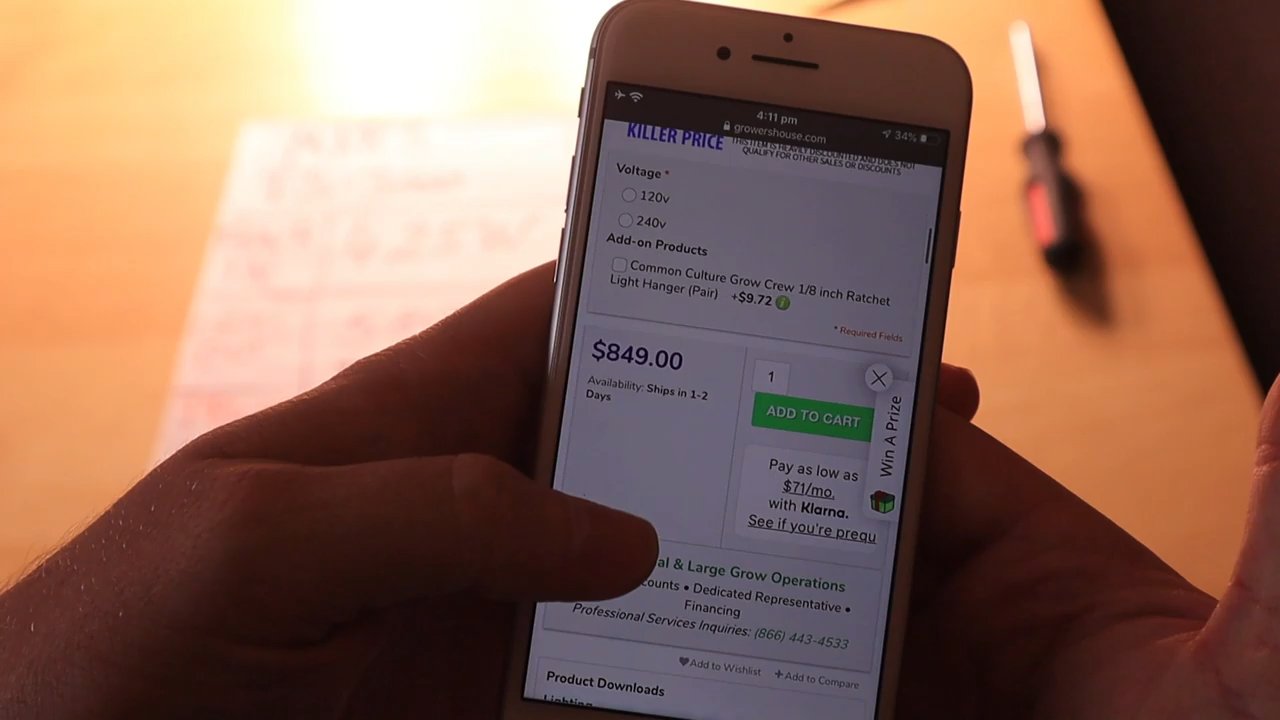 4:11 pm
growershouse.com
34%
KILLER PRICE
THIS ITEM IS HEAVILY DISCOUNTED AND DOES NOT
QUALIFY FOR OTHER SALES OR DISCOUNTS
Voltage *
120v
240v
Add-on Products
Common Culture Grow Crew 1/8 inch Ratchet
Light Hanger (Pair) +$9.72
* Required Fields
$849.00
Availability: Ships in 1-2
Days
1
ADD TO CART
Win A Prize
Pay as low as
$71/mo.
with Klarna.
See if you're prequ
al & Large Grow Operations
counts • Dedicated Representative •
Financing
Professional Services Inquiries: (866) 443-4533
Add to Wishlist
+ Add to Compare
Product Downloads
Lighting